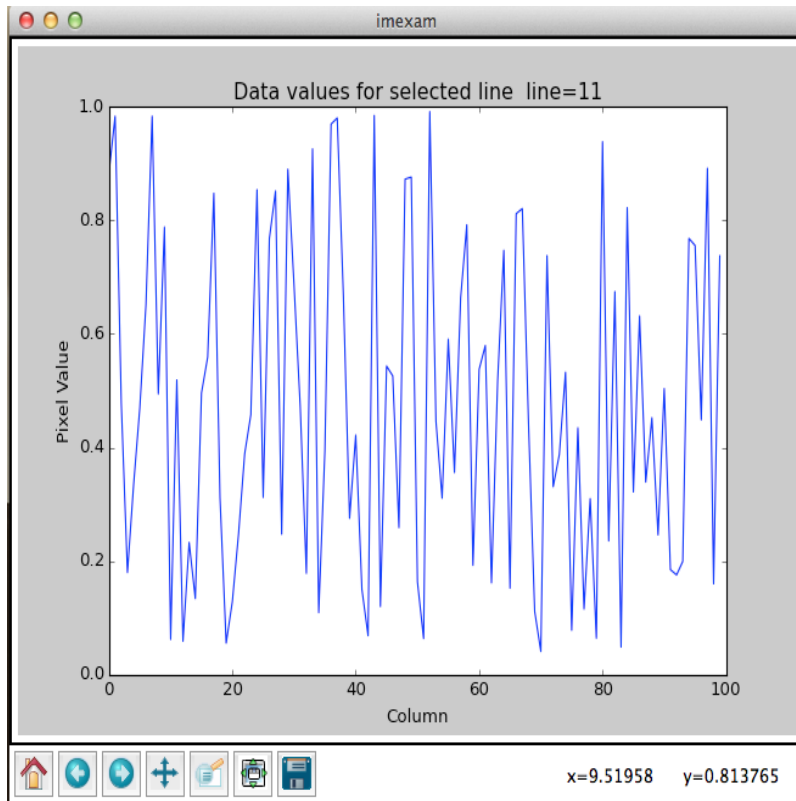 imexam
Data values for selected line line=11
1.0
0.8
0.6
0.4
0.2
0.0
Pixel Value
0 20 40 60 80 100
Column
x=9.51958 y=0.813765